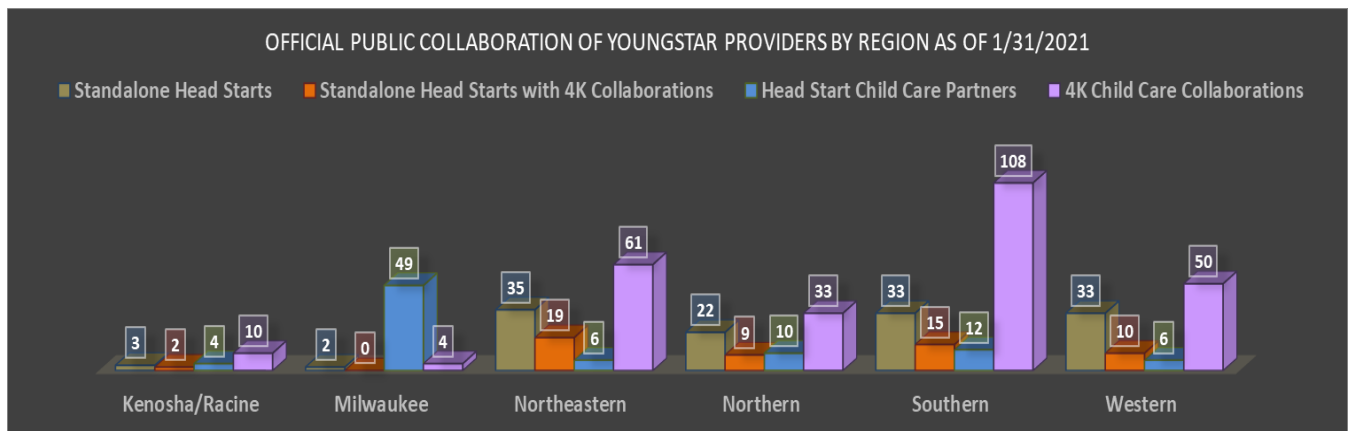 OFFICIAL PUBLIC COLLABORATION OF YOUNGSTAR PROVIDERS BY REGION AS OF 1/31/2021
Standalone Head Starts Standalone Head Starts with 4K Collaborations Head Start Child Care Partners 4K Child Care Collaborations
3 2 4 10
2 0 49 4
35 19 6 61
22 9 10 33
33 15 12 108
33 10 6 50
Kenosha/Racine Milwaukee Northeastern Northern Southern Western